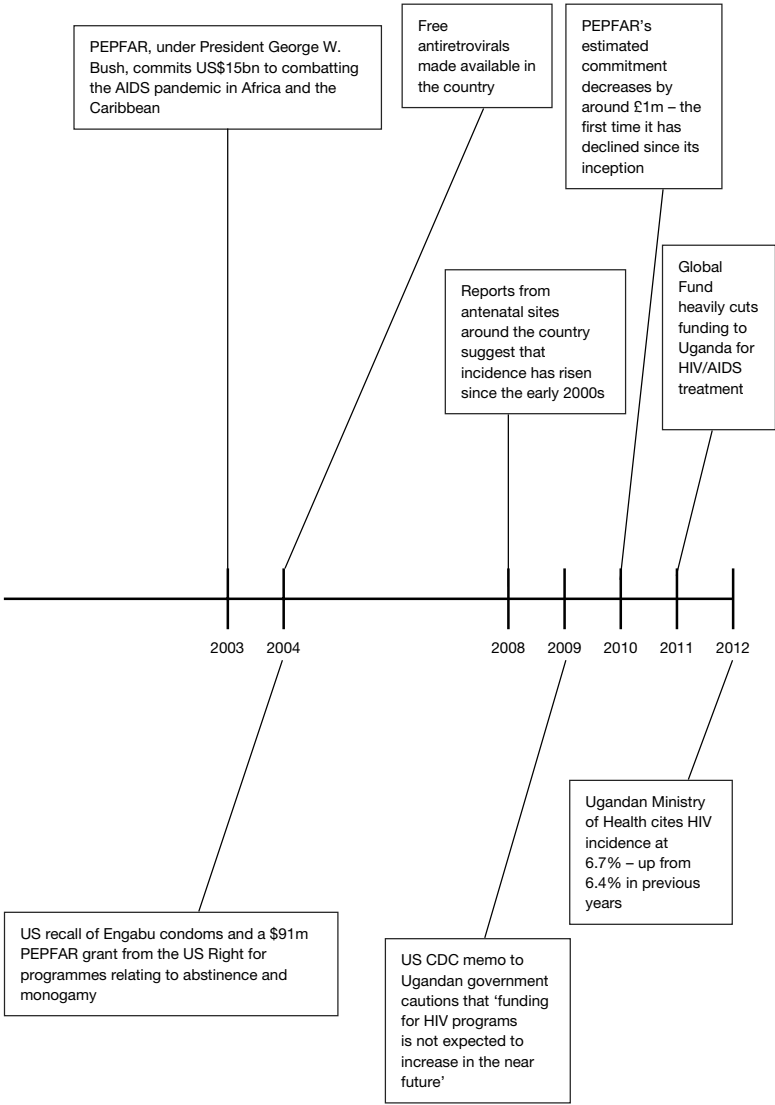 PEPFAR, under President George W.
Bush, commits US$15bn to combatting
the AIDS pandemic in Africa and the
Caribbean
Free
antiretrovirals
made available in
the country
PEPFAR’s
estimated
commitment
decreases by
around £1m – the
first time it has
declined since its
inception
Reports from
antenatal sites
around the country
suggest that
incidence has risen
since the early 2000s
Global
Fund
heavily cuts
funding to
Uganda for
HIV/AIDS
treatment
2003 2004 2008 2009 2010 2011 2012
US recall of Engabu condoms and a $91m
PEPFAR grant from the US Right for
programmes relating to abstinence and
monogamy
US CDC memo to
Ugandan government
cautions that ‘funding
for HIV programs
is not expected to
increase in the near
future’
Ugandan Ministry
of Health cites HIV
incidence at
6.7% – up from
6.4% in previous
years